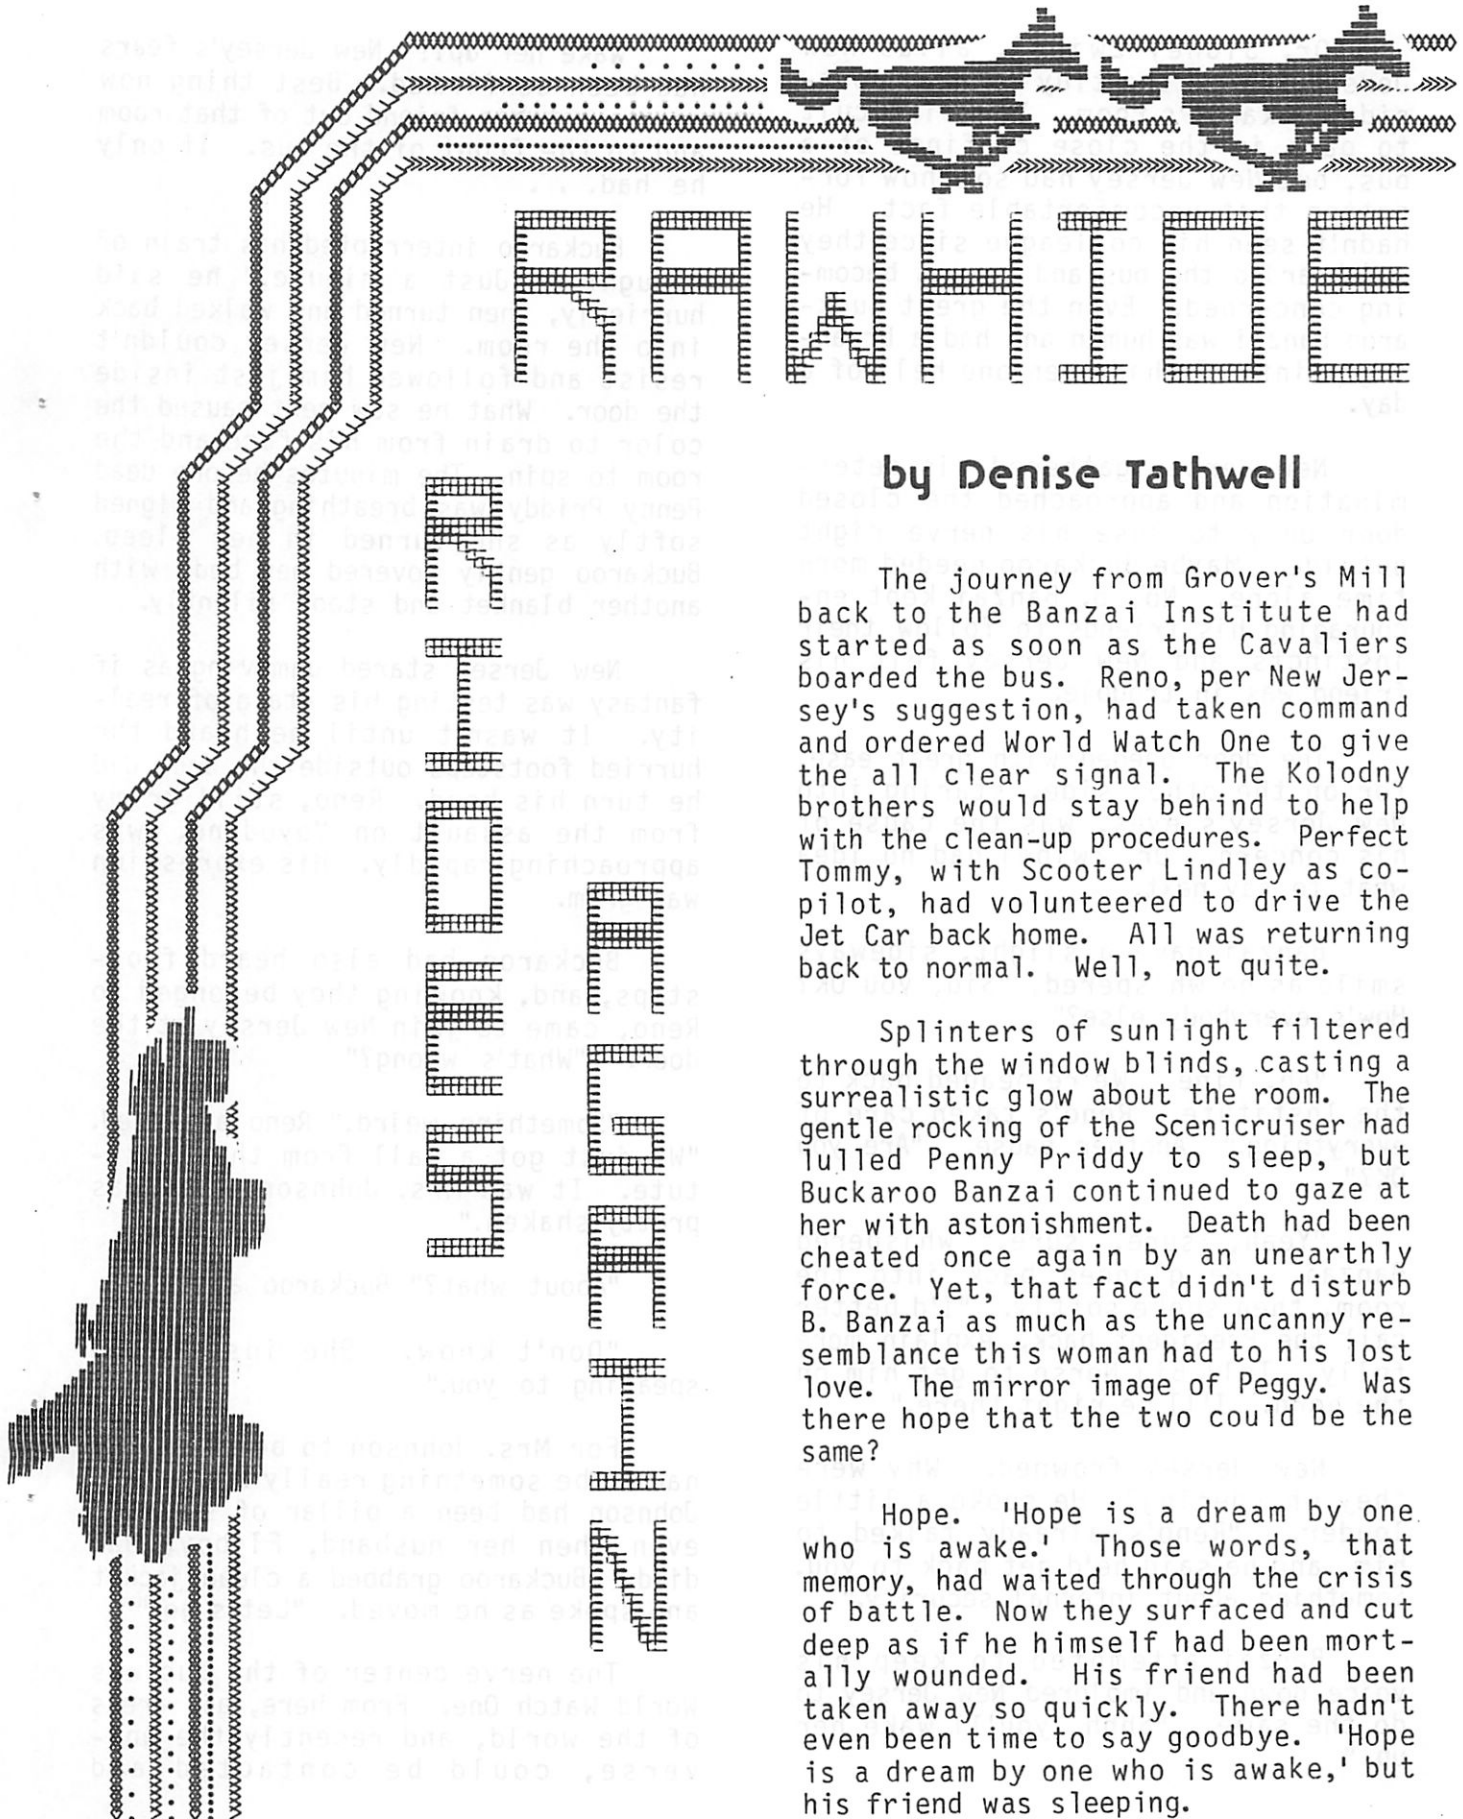 RAWHIDE
RIDES
AGAIN
by Denise Tathwell
The journey from Grover's Mill
back to the Banzai Institute had
started as soon as the Cavaliers
boarded the bus. Reno, per New Jer-
sey's suggestion, had taken command
and ordered World Watch One to give
the all clear signal. The Kolodny
brothers would stay behind to help
with the clean-up procedures. Perfect
Tommy, with Scooter Lindley as co-
pilot, had volunteered to drive the
Jet Car back home. All was returning
back to normal. Well, not quite.
Splinters of sunlight filtered
through the window blinds, casting a
surrealistic glow about the room. The
gentle rocking of the Scenicruiser had
lulled Penny Priddy to sleep, but
Buckaroo Banzai continued to gaze at
her with astonishment. Death had been
cheated once again by an unearthly
force. Yet, that fact didn't disturb
B. Banzai as much as the uncanny re-
semblance this woman had to his lost
love. The mirror image of Peggy. Was
there hope that the two could be the
same?
Hope. 'Hope is a dream by one
who is awake.' Those words, that
memory, had waited through the crisis
of battle. Now they surfaced and cut
deep as if he himself had been mort-
ally wounded. His friend had been
taken away so quickly. There hadn't
even been time to say goodbye. 'Hope
is a dream by one who is awake,' but
his friend was sleeping.